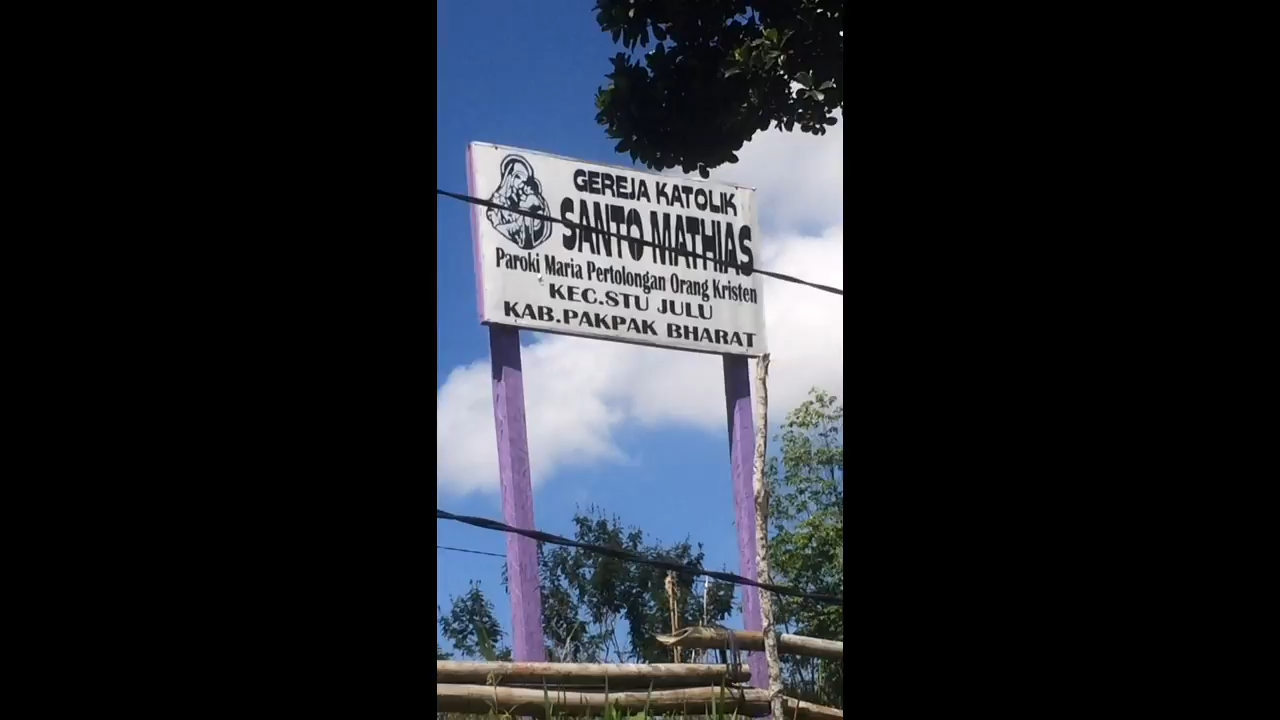 GEREJA KATOLIK
SANTO MATHIAS
Paroki Maria Pertolongan Orang Kristen
KEC.STU JULU
KAB.PAKPAK BHARAT